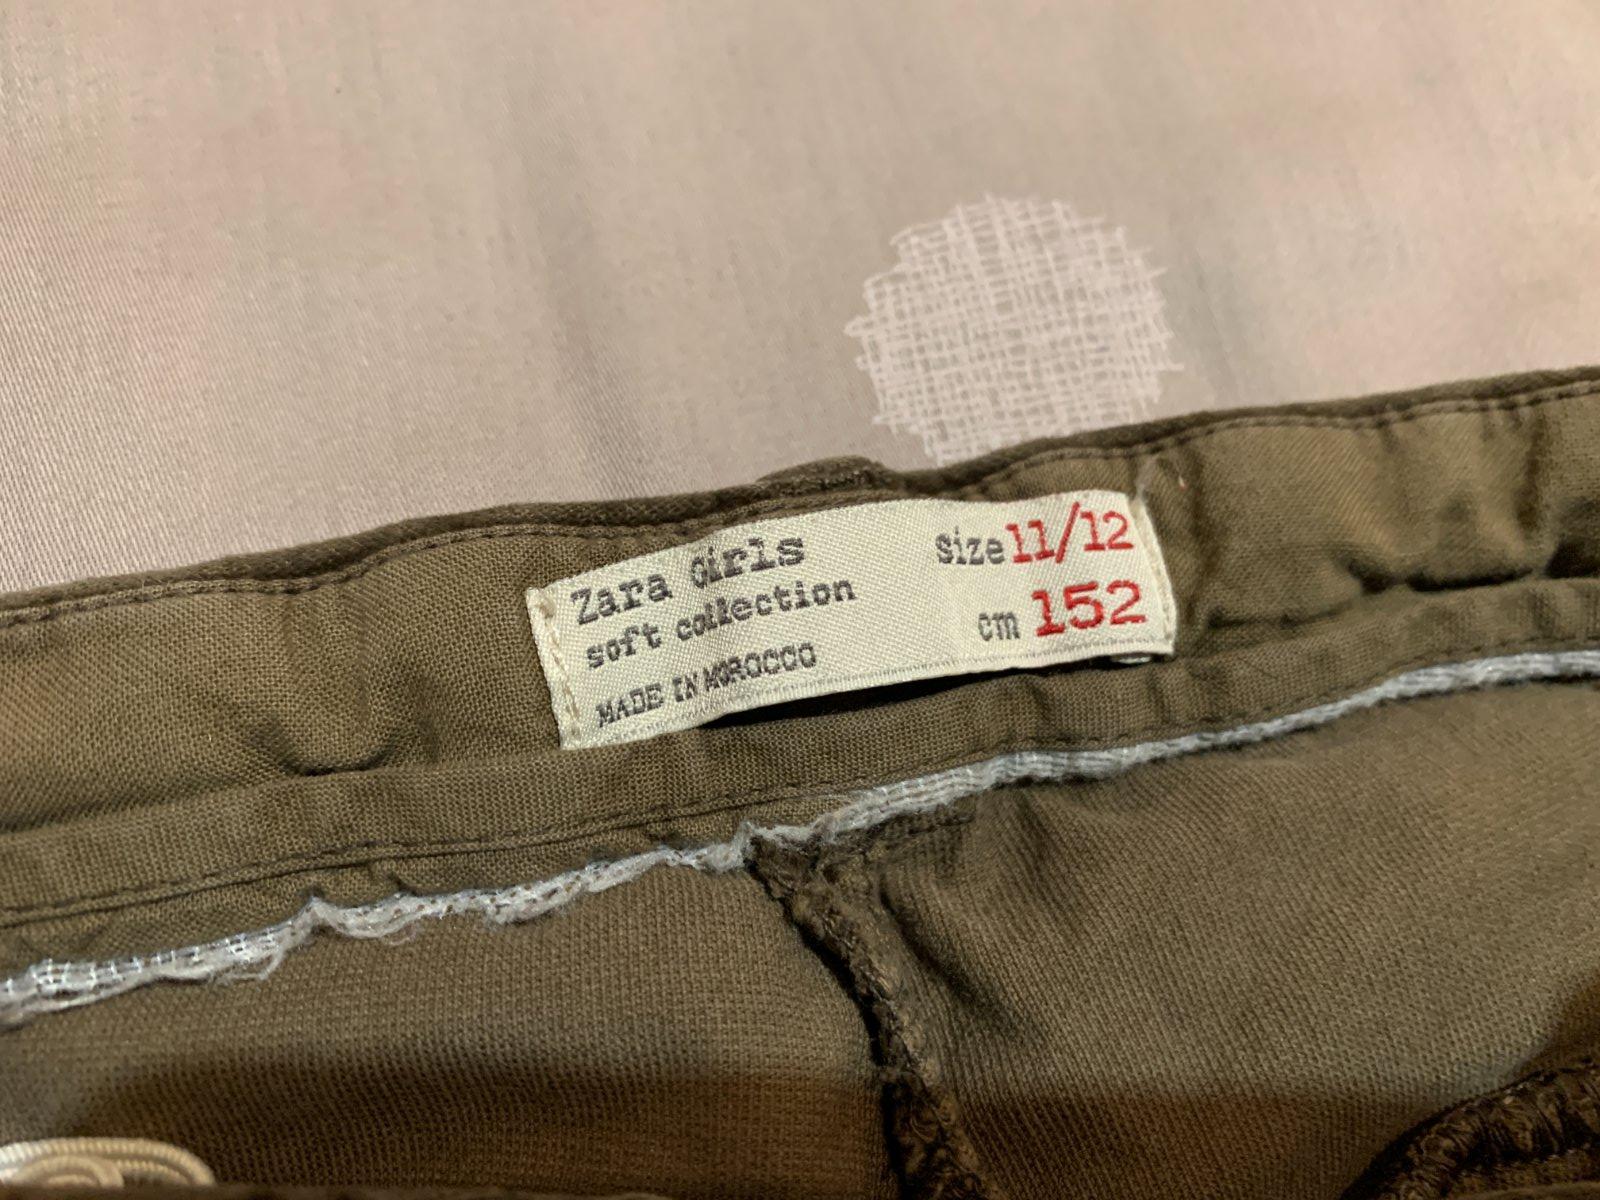 Zara Girls
soft collection
MADE IN MOROCCO
Size 11/12
cm 152